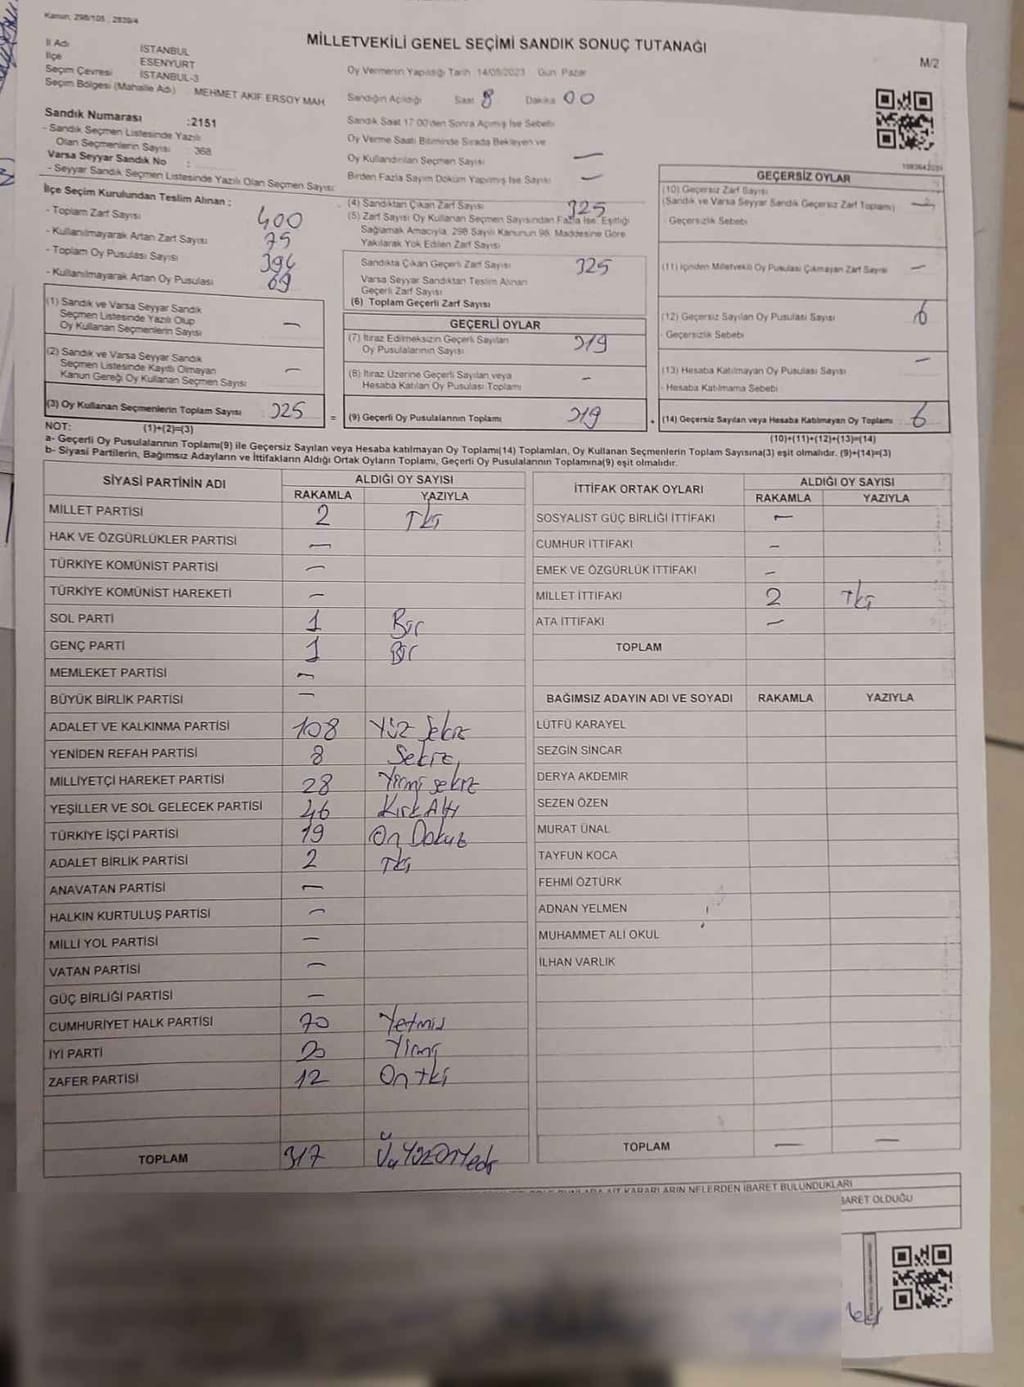 Kanun; 298/105 , 2839/4
MİLLETVEKİLİ GENEL SEÇİMİ SANDIK SONUÇ TUTANAĞI
M/2
İl Adı İSTANBUL
İlçe ESENYURT
Seçim Çevresi İSTANBUL-3
Seçim Bölgesi (Mahalle Adı) MEHMET AKİF ERSOY MAH
Sandık Numarası :2151
- Sandık Seçmen Listesinde Yazılı
Olan Seçmenlerin Sayısı : 368
Varsa Seyyar Sandık No :
- Seyyar Sandık Seçmen Listesinde Yazılı Olan Seçmen Sayısı:
Oy Vermenin Yapıldığı Tarih 14/05/2023 Gün Pazar
Sandığın Açıldığı Saat 8 Dakika 00
Sandık Saat 17:00'den Sonra Açılmış İse Sebebi
Oy Verme Saati Bitiminde Sırada Bekleyen ve
Oy Kullandırılan Seçmen Sayısı —
Birden Fazla Sayım Döküm Yapılmış İse Sayısı —
İlçe Seçim Kurulundan Teslim Alınan :
- Toplam Zarf Sayısı 400
- Kullanılmayarak Artan Zarf Sayısı 75
- Toplam Oy Pusulası Sayısı 394
- Kullanılmayarak Artan Oy Pusulası 69
(1) Sandık ve Varsa Seyyar Sandık
Seçmen Listesinde Yazılı Olup
Oy Kullanan Seçmenlerin Sayısı —
(2) Sandık ve Varsa Seyyar Sandık
Seçmen Listesinde Kayıtlı Olmayan
Kanun Gereği Oy Kullanan Seçmen Sayısı —
(3) Oy Kullanan Seçmenlerin Toplam Sayısı 325
(1)+(2)=(3)
(4) Sandıktan Çıkan Zarf Sayısı 325
(5) Zarf Sayısı Oy Kullanan Seçmen Sayısından Fazla İse, Eşitliği
Sağlamak Amacıyla, 298 Sayılı Kanunun 98. Maddesine Göre
Yakılarak Yok Edilen Zarf Sayısı
Sandıkta Çıkan Geçerli Zarf Sayısı 325
Varsa Seyyar Sandıktan Teslim Alınan
Geçerli Zarf Sayısı
(6) Toplam Geçerli Zarf Sayısı
GEÇERLİ OYLAR
(7) İtiraz Edilmeksizin Geçerli Sayılan
Oy Pusulalarının Sayısı 319
(8) İtiraz Üzerine Geçerli Sayılan veya
Hesaba Katılan Oy Pusulası Toplamı —
= (9) Geçerli Oy Pusulalarının Toplamı 319
GEÇERSİZ OYLAR
(10) Geçersiz Zarf Sayısı
(Sandık ve Varsa Seyyar Sandık Geçersiz Zarf Toplamı) —
- Geçersizlik Sebebi
(11) İçinden Milletvekili Oy Pusulası Çıkmayan Zarf Sayısı —
(12) Geçersiz Sayılan Oy Pusulası Sayısı 6
- Geçersizlik Sebebi
(13) Hesaba Katılmayan Oy Pusulası Sayısı —
- Hesaba Katılmama Sebebi
+ (14) Geçersiz Sayılan veya Hesaba Katılmayan Oy Toplamı 6
(10)+(11)+(12)+(13)=(14)
NOT:
a- Geçerli Oy Pusulalarının Toplamı(9) ile Geçersiz Sayılan veya Hesaba katılmayan Oy Toplamı(14) Toplamları, Oy Kullanan Seçmenlerin Toplam Sayısına(3) eşit olmalıdır. (9)+(14)=(3)
b- Siyasi Partilerin, Bağımsız Adayların ve İttifakların Aldığı Ortak Oyların Toplamı, Geçerli Oy Pusulalarının Toplamına(9) eşit olmalıdır.
SİYASİ PARTİNİN ADI ALDIĞI OY SAYISI
RAKAMLA YAZIYLA
MİLLET PARTİSİ 2 İki
HAK VE ÖZGÜRLÜKLER PARTİSİ —
TÜRKİYE KOMÜNİST PARTİSİ —
TÜRKİYE KOMÜNİST HAREKETİ —
SOL PARTİ 1 Bir
GENÇ PARTİ 1 Bir
MEMLEKET PARTİSİ —
BÜYÜK BİRLİK PARTİSİ —
ADALET VE KALKINMA PARTİSİ 108 Yüz Sekiz
YENİDEN REFAH PARTİSİ 8 Sekiz
MİLLİYETÇİ HAREKET PARTİSİ 28 Yirmi sekiz
YEŞİLLER VE SOL GELECEK PARTİSİ 46 Kırk Altı
TÜRKİYE İŞÇİ PARTİSİ 19 On Dokuz
ADALET BİRLİK PARTİSİ 2 İki
ANAVATAN PARTİSİ —
HALKIN KURTULUŞ PARTİSİ —
MİLLİ YOL PARTİSİ —
VATAN PARTİSİ —
GÜÇ BİRLİĞİ PARTİSİ —
CUMHURİYET HALK PARTİSİ 70 Yetmiş
İYİ PARTİ 20 Yirmi
ZAFER PARTİSİ 12 On iki
TOPLAM 317 Üç Yüz On Yedi
İTTİFAK ORTAK OYLARI ALDIĞI OY SAYISI
RAKAMLA YAZIYLA
SOSYALİST GÜÇ BİRLİĞİ İTTİFAKI —
CUMHUR İTTİFAKI —
EMEK VE ÖZGÜRLÜK İTTİFAKI —
MİLLET İTTİFAKI 2 İki
ATA İTTİFAKI —
TOPLAM
BAĞIMSIZ ADAYIN ADI VE SOYADI RAKAMLA YAZIYLA
LÜTFÜ KARAYEL
SEZGİN SİNCAR
DERYA AKDEMİR
SEZEN ÖZEN
MURAT ÜNAL
TAYFUN KOCA
FEHMİ ÖZTÜRK
ADNAN YELMEN
MUHAMMET ALİ OKUL
İLHAN VARLIK
TOPLAM — —
KARARLARIN NELERDEN İBARET BULUNDUKLARI
İBARET OLDUĞU